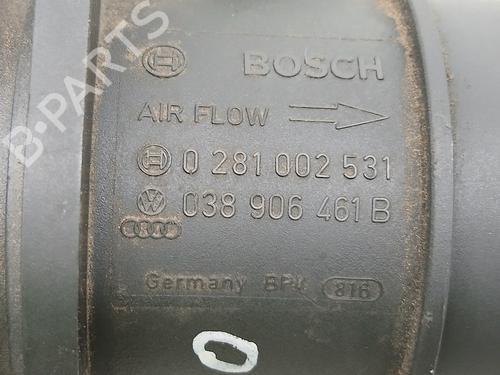 BOSCH
AIR FLOW
0 281 002 531
038 906 461 B
Germany
816
B-PARTS